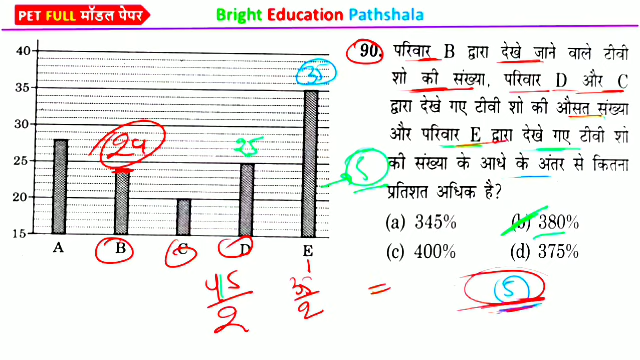 PET FULL मॉडल पेपर
Bright Education Pathshala
40
35
30
25
20
15
A
B
C
D
E
24
25
35
5
90. परिवार B द्वारा देखे जाने वाले टीवी
शो की संख्या, परिवार D और C
द्वारा देखे गए टीवी शो की औसत संख्या
और परिवार E द्वारा देखे गए टीवी शो
की संख्या के आधे के अंतर से कितना
प्रतिशत अधिक है?
(a) 345%
(b) 380%
(c) 400%
(d) 375%
45/2
35/2
=
5